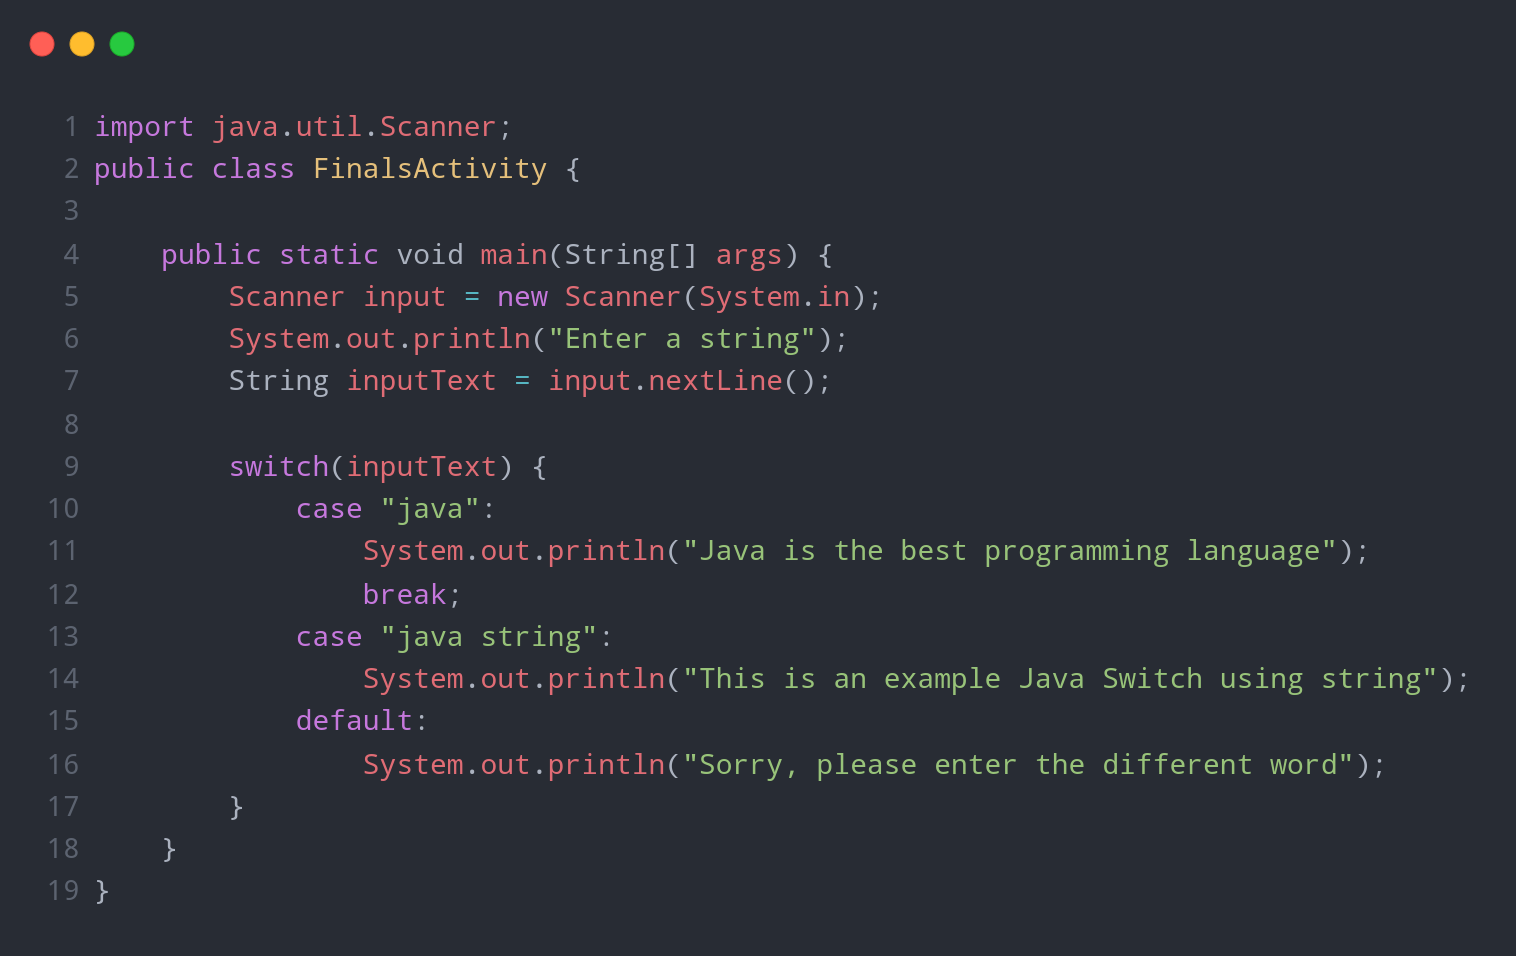 1 import java.util.Scanner;
2 public class FinalsActivity {
3
4     public static void main(String[] args) {
5         Scanner input = new Scanner(System.in);
6         System.out.println("Enter a string");
7         String inputText = input.nextLine();
8
9         switch(inputText) {
10             case "java":
11                 System.out.println("Java is the best programming language");
12                 break;
13             case "java string":
14                 System.out.println("This is an example Java Switch using string");
15             default:
16                 System.out.println("Sorry, please enter the different word");
17         }
18     }
19 }